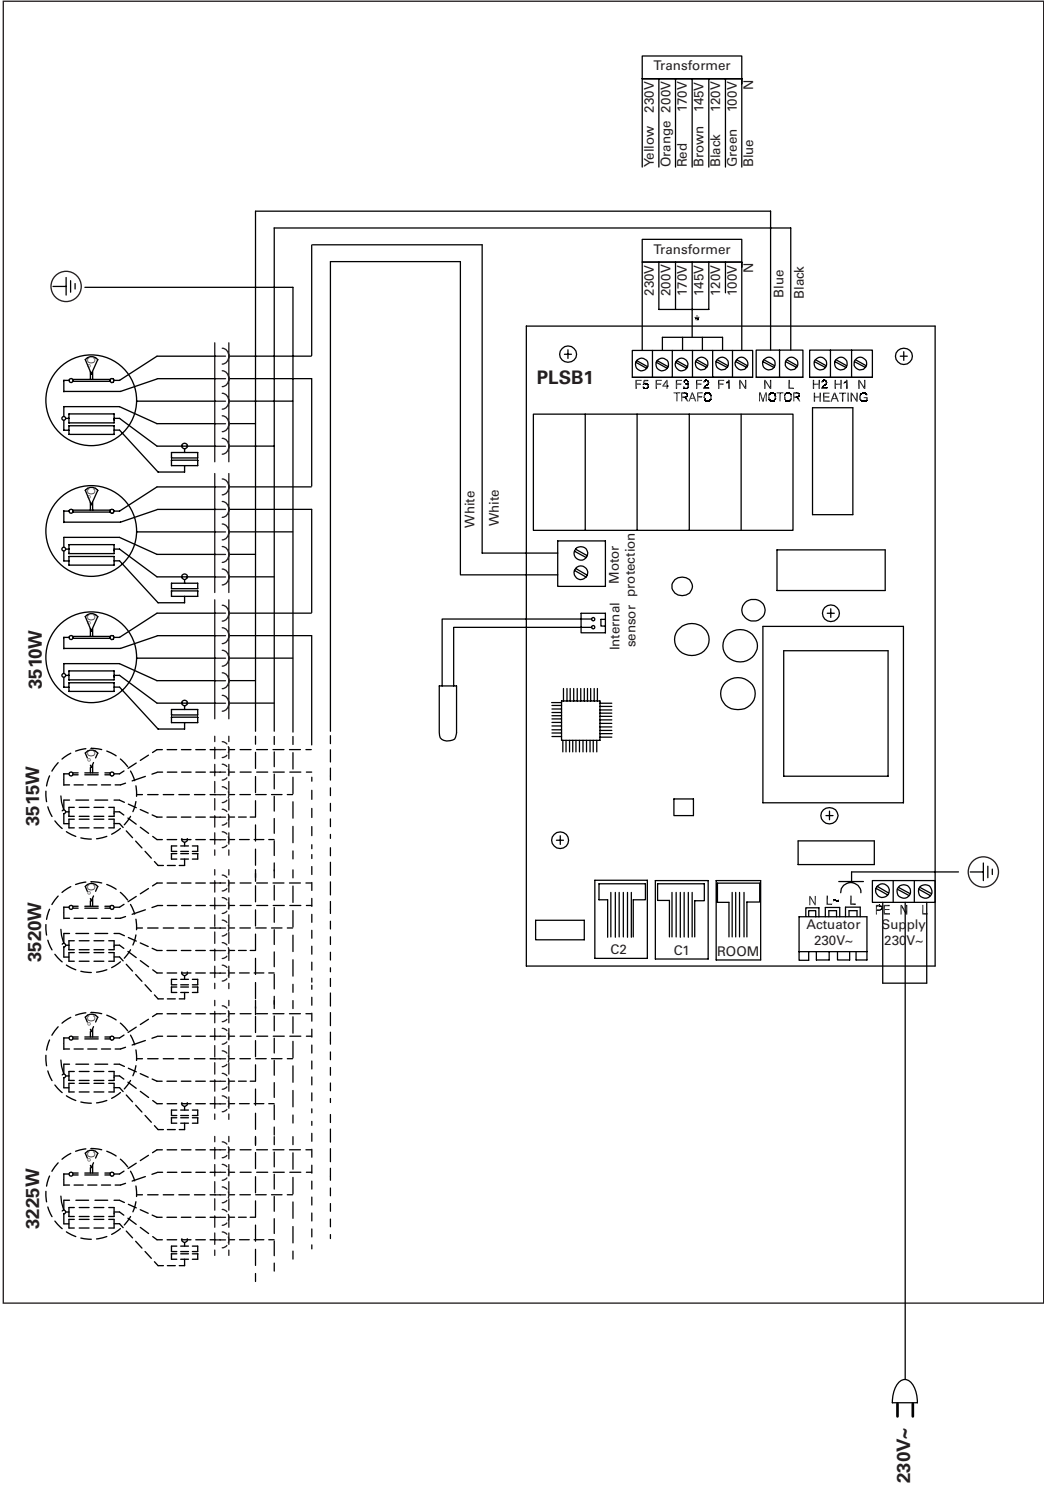 Transformer
Yellow 230V
Orange 200V
Red 170V
Brown 145V
Black 120V
Green 100V
Blue N
Transformer
230V
200V
170V
145V
120V
100V
N
*
Blue
Black
PLSB1
F5 F4 F3 F2 F1 N
TRAFO
N L
MOTOR
H2 H1 N
HEATING
White
White
Motor
protection
Internal
sensor
3510W
3515W
3520W
3225W
C2
C1
ROOM
N L~ L
Actuator
230V~
PE N L
Supply
230V~
230V~